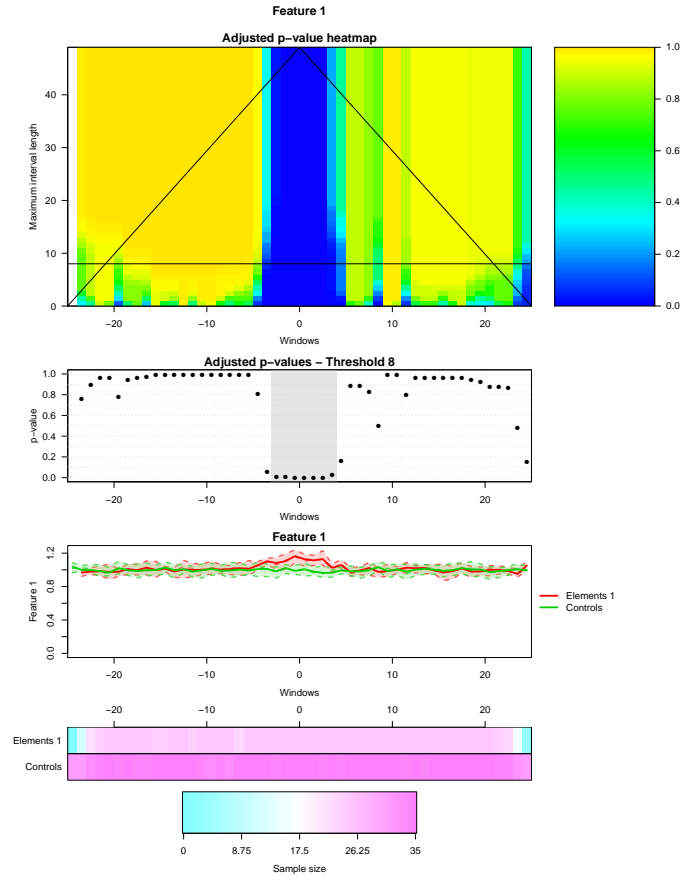 Feature 1
Adjusted p−value heatmap
Maximum interval length
0 10 20 30 40
−20 −10 0 10 20
Windows
0.0 0.2 0.4 0.6 0.8 1.0
Adjusted p−values − Threshold 8
p−value
0.0 0.2 0.4 0.6 0.8 1.0
−20 −10 0 10 20
Windows
Feature 1
Feature 1
0.0 0.4 0.8 1.2
−20 −10 0 10 20
Windows
Elements 1
Controls
−20 −10 0 10 20
Elements 1
Controls
0 8.75 17.5 26.25 35
Sample size